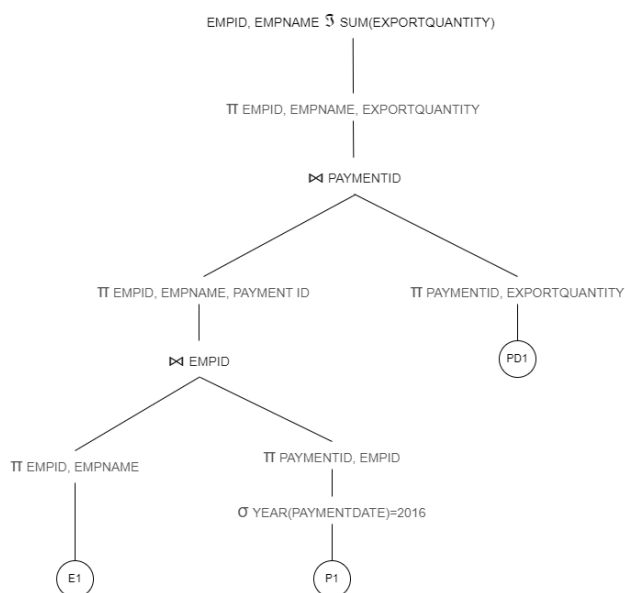 EMPID, EMPNAME ℑ SUM(EXPORTQUANTITY)
π EMPID, EMPNAME, EXPORTQUANTITY
⋈ PAYMENTID
π EMPID, EMPNAME, PAYMENT ID
π PAYMENTID, EXPORTQUANTITY
PD1
⋈ EMPID
π EMPID, EMPNAME
π PAYMENTID, EMPID
σ YEAR(PAYMENTDATE)=2016
E1
P1